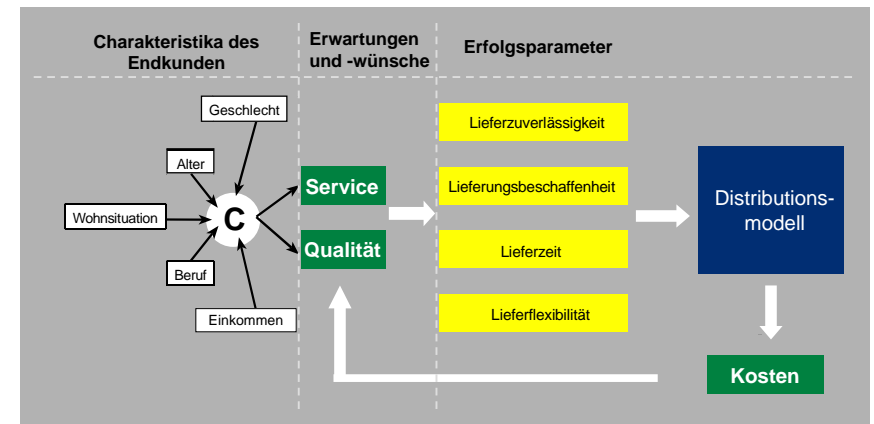 Charakteristika des
Endkunden
Erwartungen
und -wünsche
Erfolgsparameter
Geschlecht
Alter
Wohnsituation
Beruf
Einkommen
C
Service
Qualität
Lieferzuverlässigkeit
Lieferungsbeschaffenheit
Lieferzeit
Lieferflexibilität
Distributions-
modell
Kosten